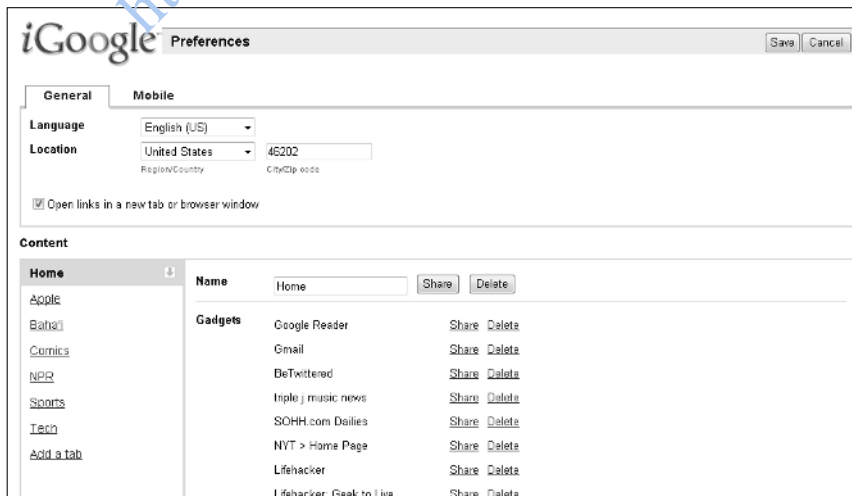 iGoogle Preferences Save Cancel
General Mobile
Language English (US)
Location United States 46202
Region/Country City/Zip code
Open links in a new tab or browser window
Content
Home
Apple
Baha'i
Comics
NPR
Sports
Tech
Add a tab
Name Home Share Delete
Gadgets Google Reader Share Delete
Gmail Share Delete
BeTwittered Share Delete
triple j music news Share Delete
SOHH.com Dailies Share Delete
NYT > Home Page Share Delete
Lifehacker Share Delete
Lifehacker: Geek to Live Share Delete